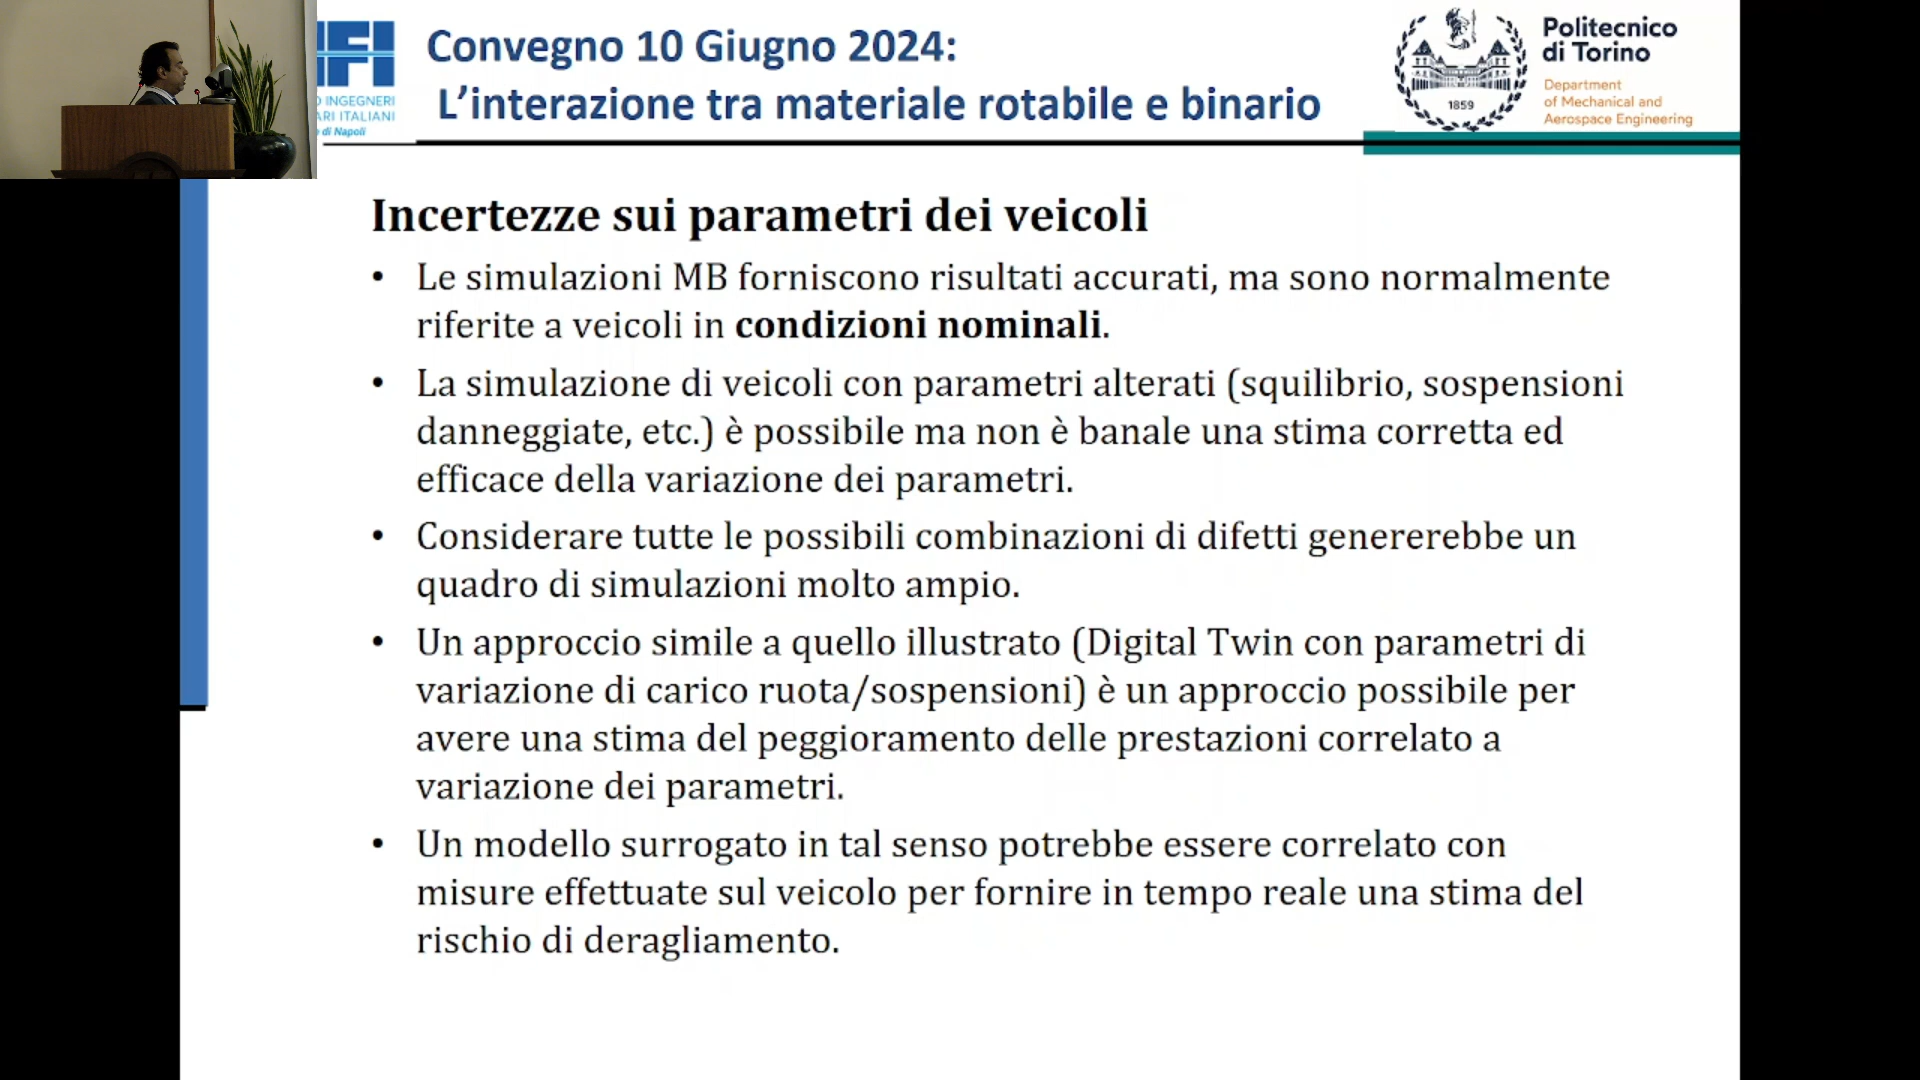 IFI
O INGEGNERI
ARI ITALIANI
di Napoli
Convegno 10 Giugno 2024:
L’interazione tra materiale rotabile e binario
1859
Politecnico
di Torino
Department
of Mechanical and
Aerospace Engineering
Incertezze sui parametri dei veicoli
• Le simulazioni MB forniscono risultati accurati, ma sono normalmente
riferite a veicoli in condizioni nominali.
• La simulazione di veicoli con parametri alterati (squilibrio, sospensioni
danneggiate, etc.) è possibile ma non è banale una stima corretta ed
efficace della variazione dei parametri.
• Considerare tutte le possibili combinazioni di difetti genererebbe un
quadro di simulazioni molto ampio.
• Un approccio simile a quello illustrato (Digital Twin con parametri di
variazione di carico ruota/sospensioni) è un approccio possibile per
avere una stima del peggioramento delle prestazioni correlato a
variazione dei parametri.
• Un modello surrogato in tal senso potrebbe essere correlato con
misure effettuate sul veicolo per fornire in tempo reale una stima del
rischio di deragliamento.